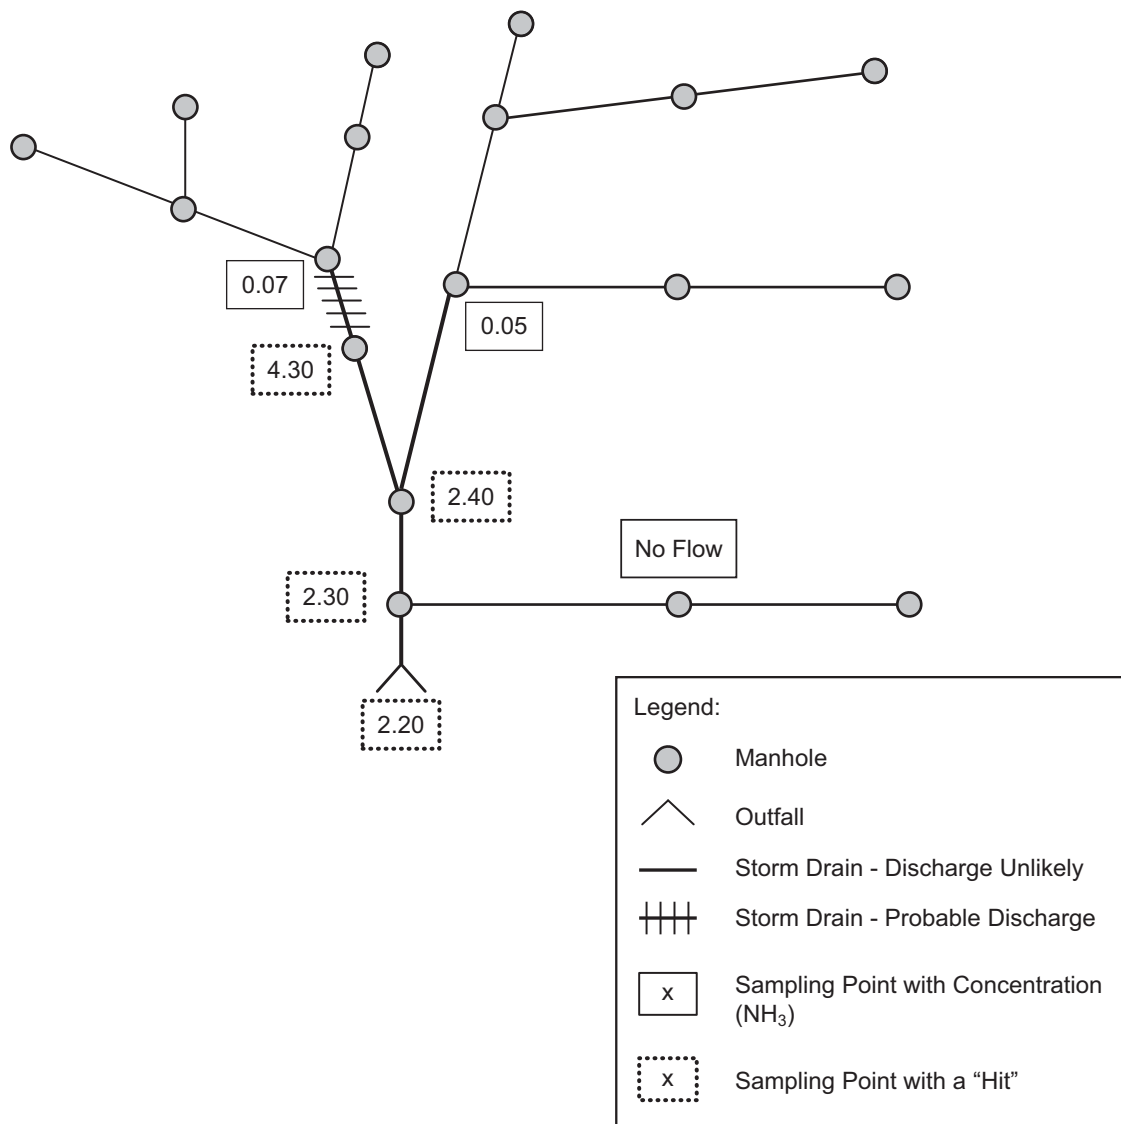 0.07
0.05
4.30
2.40
No Flow
2.30
2.20
Legend:
Manhole
Outfall
Storm Drain - Discharge Unlikely
Storm Drain - Probable Discharge
x
Sampling Point with Concentration
(NH₃)
x
Sampling Point with a “Hit”